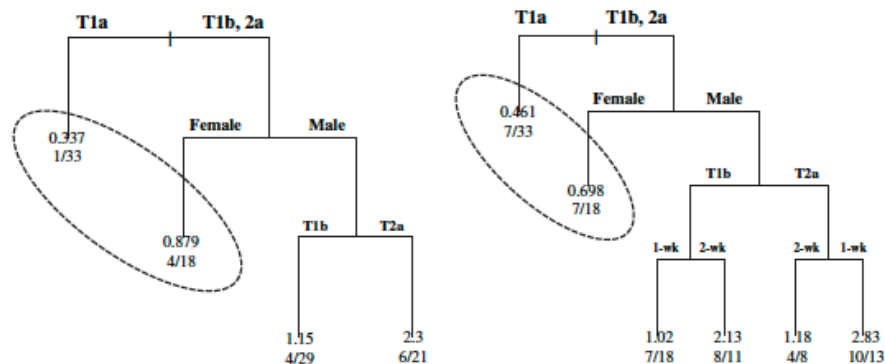 T1a T1b, 2a
Female Male
0.337
1/33
T1b T2a
0.879
4/18
1.15 2.3
4/29 6/21
T1a T1b, 2a
Female Male
0.461
7/33
T1b T2a
0.698
7/18
1-wk 2-wk 2-wk 1-wk
1.02 2.13 1.18 2.83
7/18 8/11 4/8 10/13